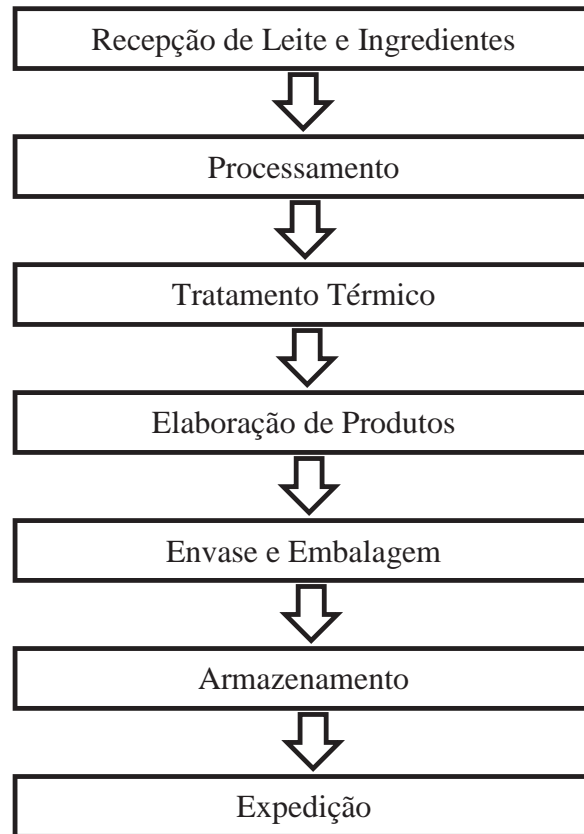 Recepção de Leite e Ingredientes
Processamento
Tratamento Térmico
Elaboração de Produtos
Envase e Embalagem
Armazenamento
Expedição